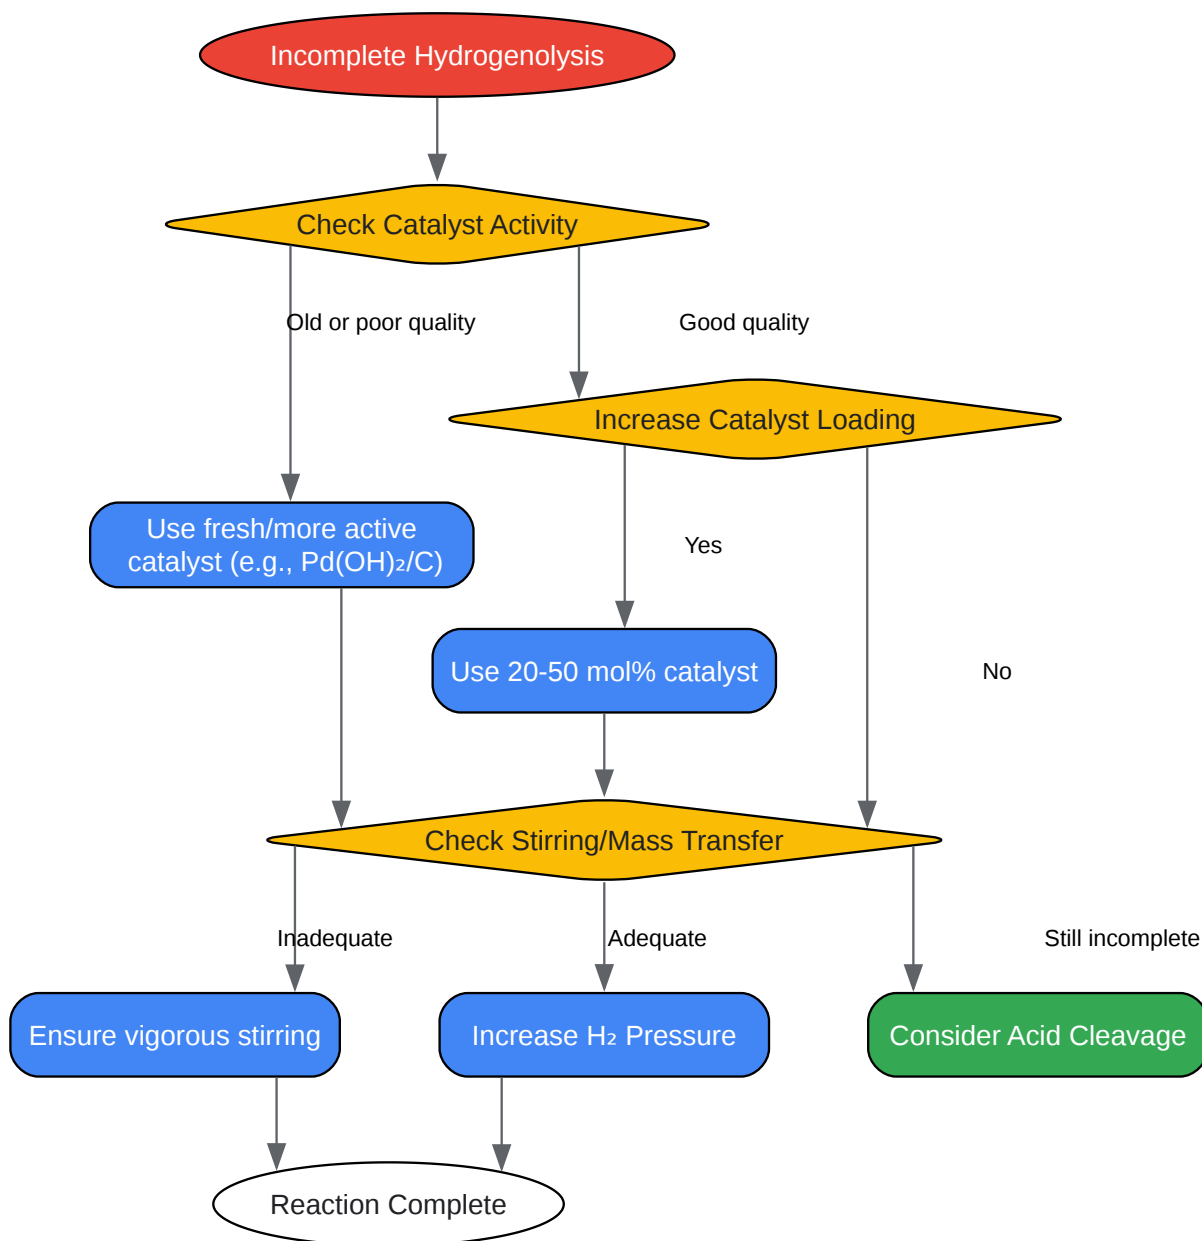 Incomplete Hydrogenolysis
Check Catalyst Activity
Old or poor quality
Good quality
Increase Catalyst Loading
Use fresh/more active
catalyst (e.g., Pd(OH)₂/C)
Yes
Use 20-50 mol% catalyst
No
Check Stirring/Mass Transfer
Inadequate
Adequate
Still incomplete
Ensure vigorous stirring
Increase H₂ Pressure
Consider Acid Cleavage
Reaction Complete